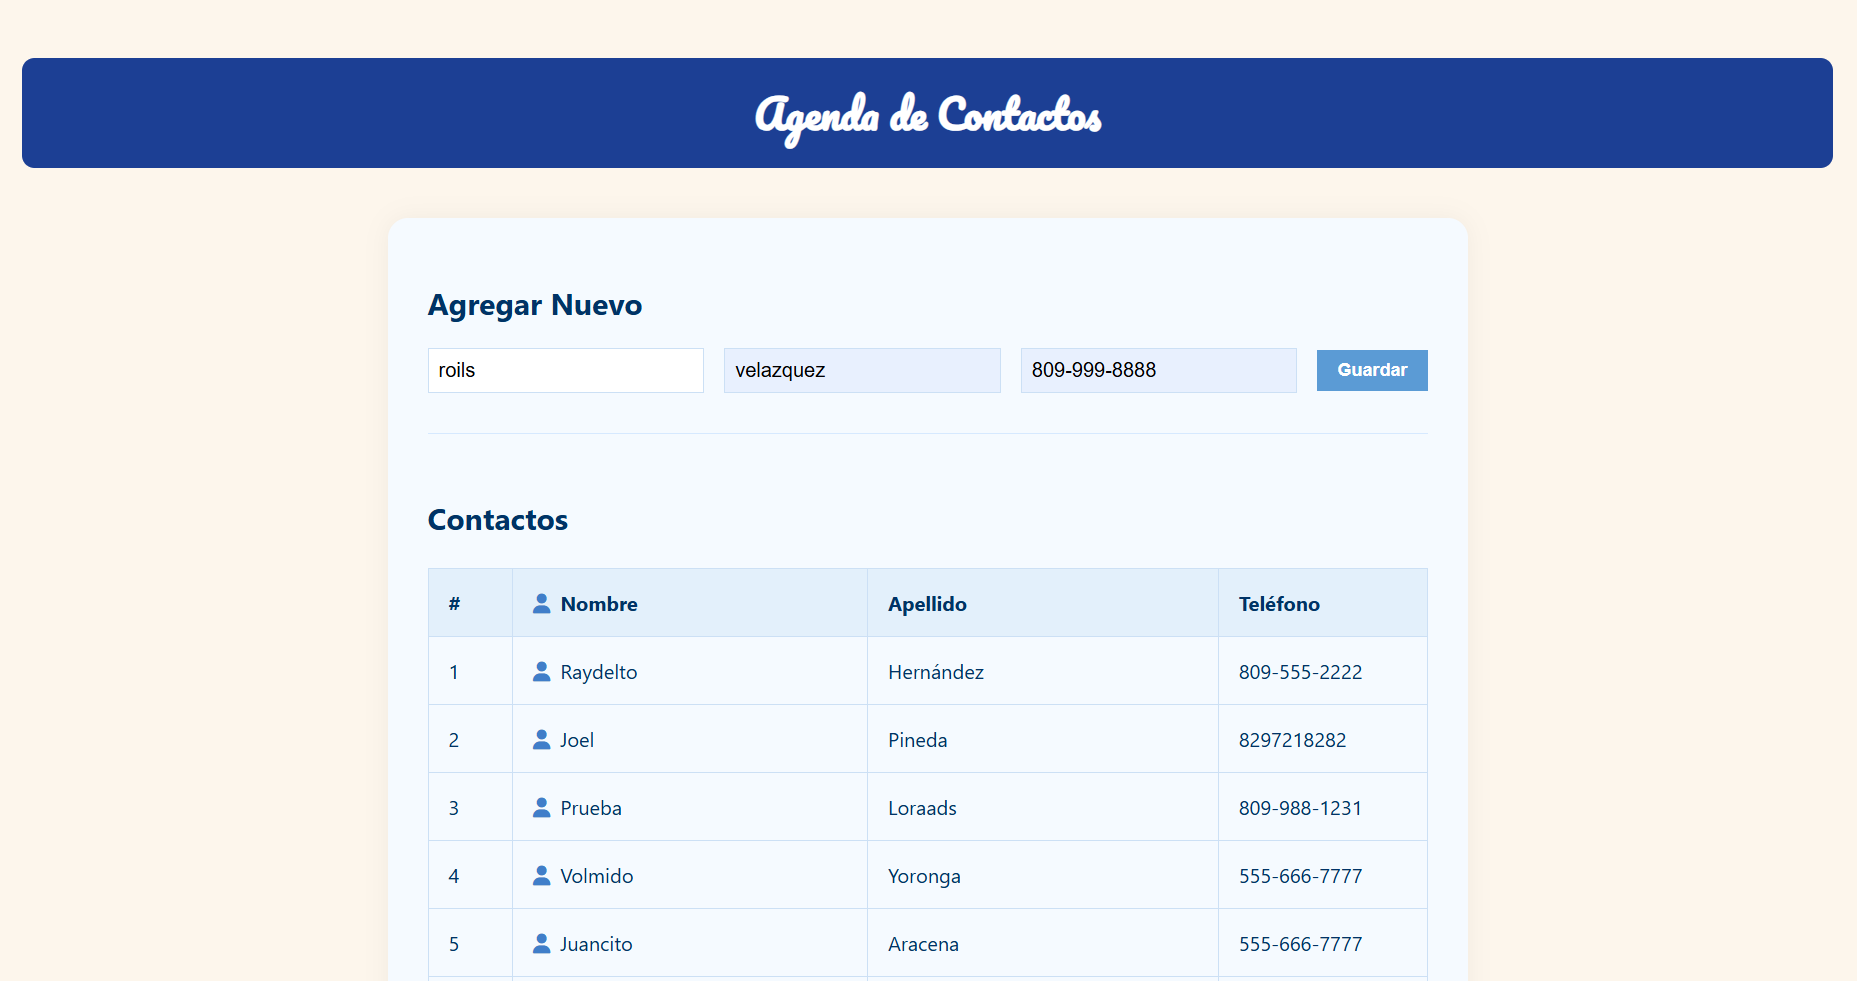 Agenda de Contactos
Agregar Nuevo
roils velazquez 809-999-8888 Guardar
Contactos
# Nombre Apellido Teléfono
1 Raydelto Hernández 809-555-2222
2 Joel Pineda 8297218282
3 Prueba Loraads 809-988-1231
4 Volmido Yoronga 555-666-7777
5 Juancito Aracena 555-666-7777